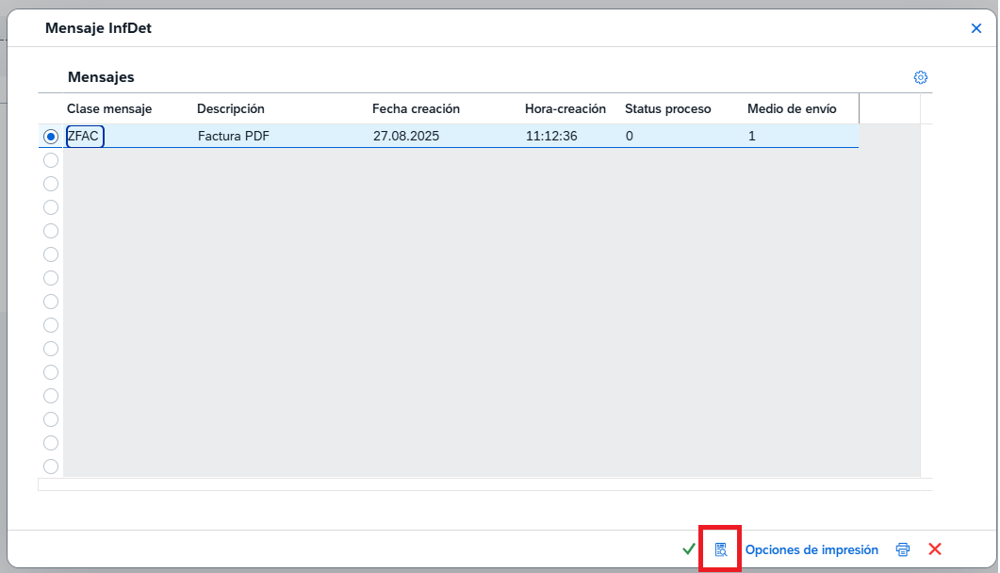 Mensaje InfDet
Mensajes
Clase mensaje Descripción Fecha creación Hora-creación Status proceso Medio de envío
ZFAC Factura PDF 27.08.2025 11:12:36 0 1
Opciones de impresión